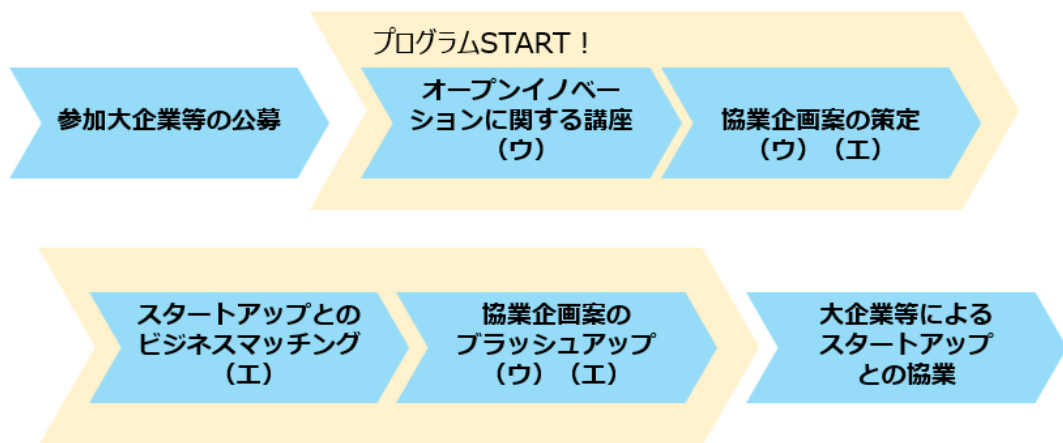 プログラムSTART！
参加大企業等の公募
オープンイノベー
ションに関する講座
（ウ）
協業企画案の策定
（ウ）（エ）
スタートアップとの
ビジネスマッチング
（エ）
協業企画案の
ブラッシュアップ
（ウ）（エ）
大企業等による
スタートアップ
との協業